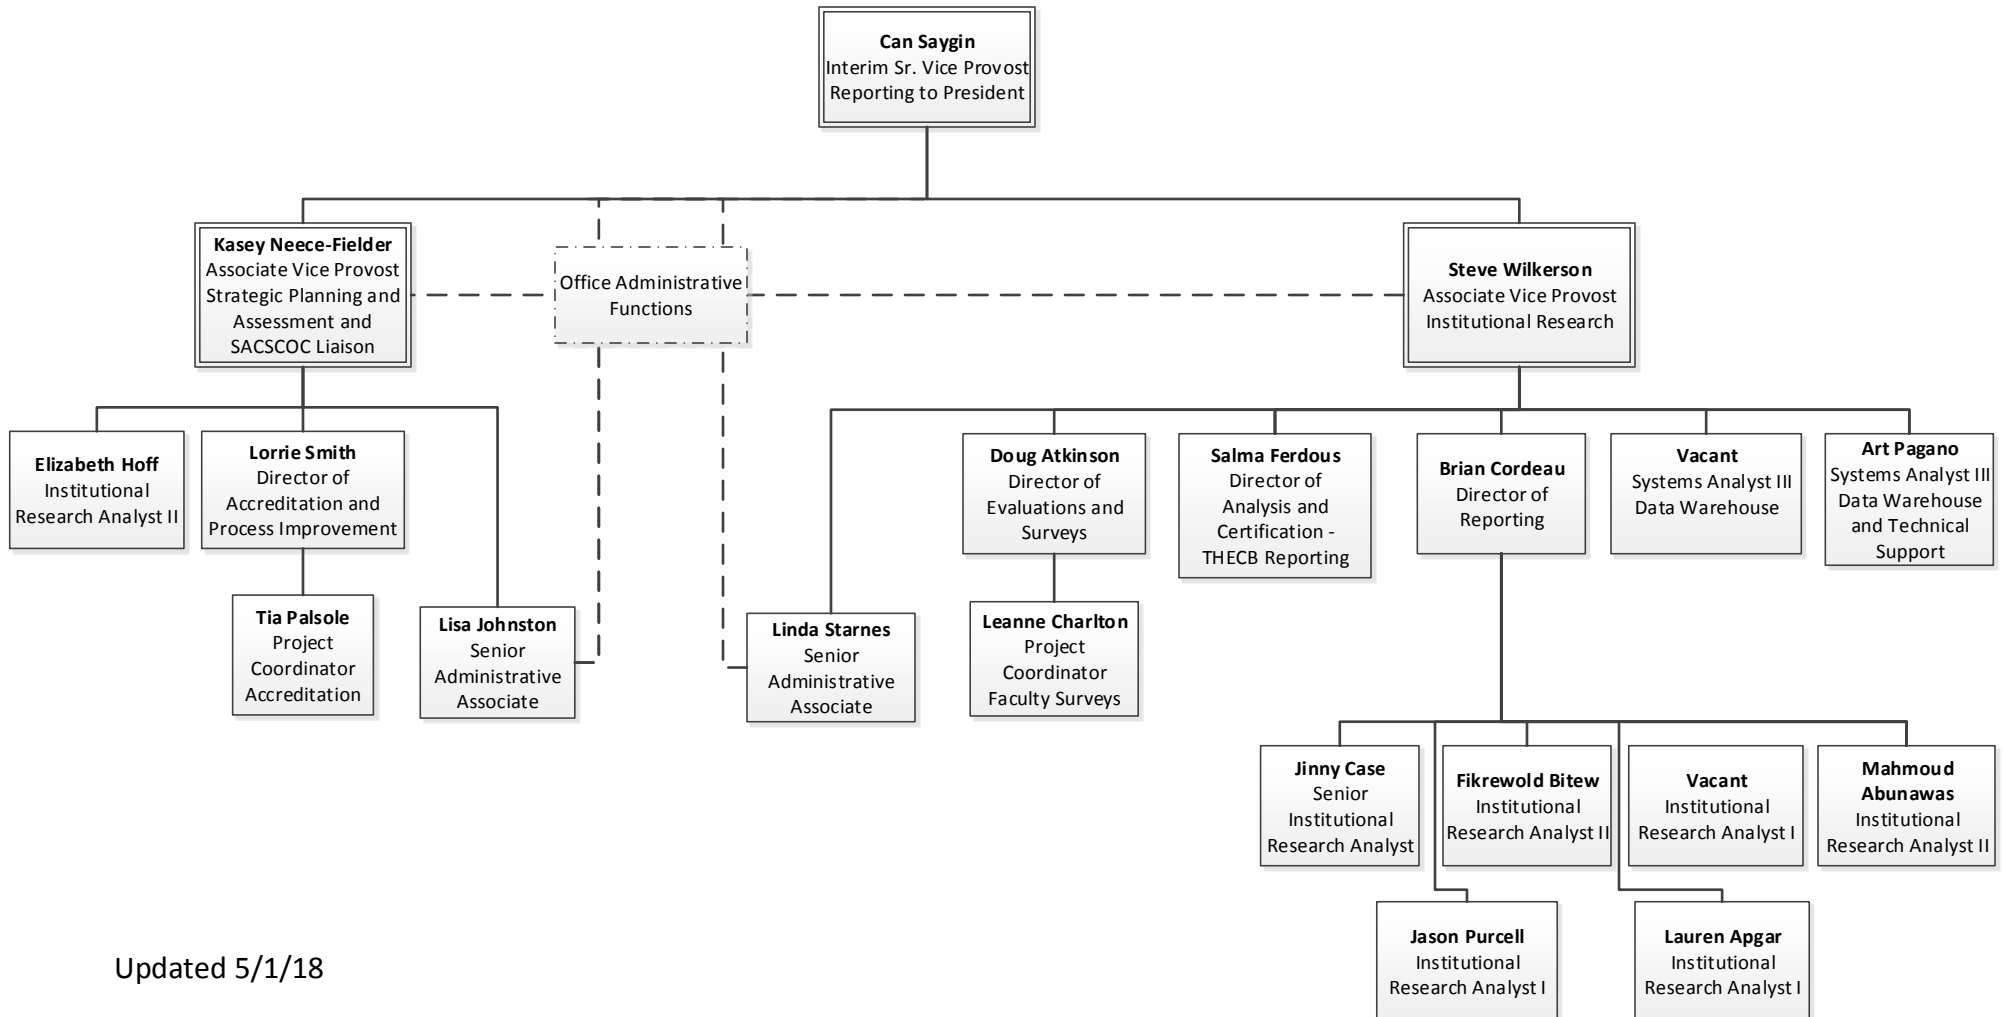 Can Saygin
Interim Sr. Vice Provost
Reporting to President
Kasey Neece-Fielder
Associate Vice Provost
Strategic Planning and
Assessment and
SACSCOC Liaison
Office Administrative
Functions
Steve Wilkerson
Associate Vice Provost
Institutional Research
Elizabeth Hoff
Institutional
Research Analyst II
Lorrie Smith
Director of
Accreditation and
Process Improvement
Doug Atkinson
Director of
Evaluations and
Surveys
Salma Ferdous
Director of
Analysis and
Certification -
THECB Reporting
Brian Cordeau
Director of
Reporting
Vacant
Systems Analyst III
Data Warehouse
Art Pagano
Systems Analyst III
Data Warehouse
and Technical
Support
Tia Palsole
Project
Coordinator
Accreditation
Lisa Johnston
Senior
Administrative
Associate
Linda Starnes
Senior
Administrative
Associate
Leanne Charlton
Project
Coordinator
Faculty Surveys
Jinny Case
Senior
Institutional
Research Analyst
Fikrewold Bitew
Institutional
Research Analyst II
Vacant
Institutional
Research Analyst I
Mahmoud
Abunawas
Institutional
Research Analyst II
Jason Purcell
Institutional
Research Analyst I
Lauren Apgar
Institutional
Research Analyst I
Updated 5/1/18